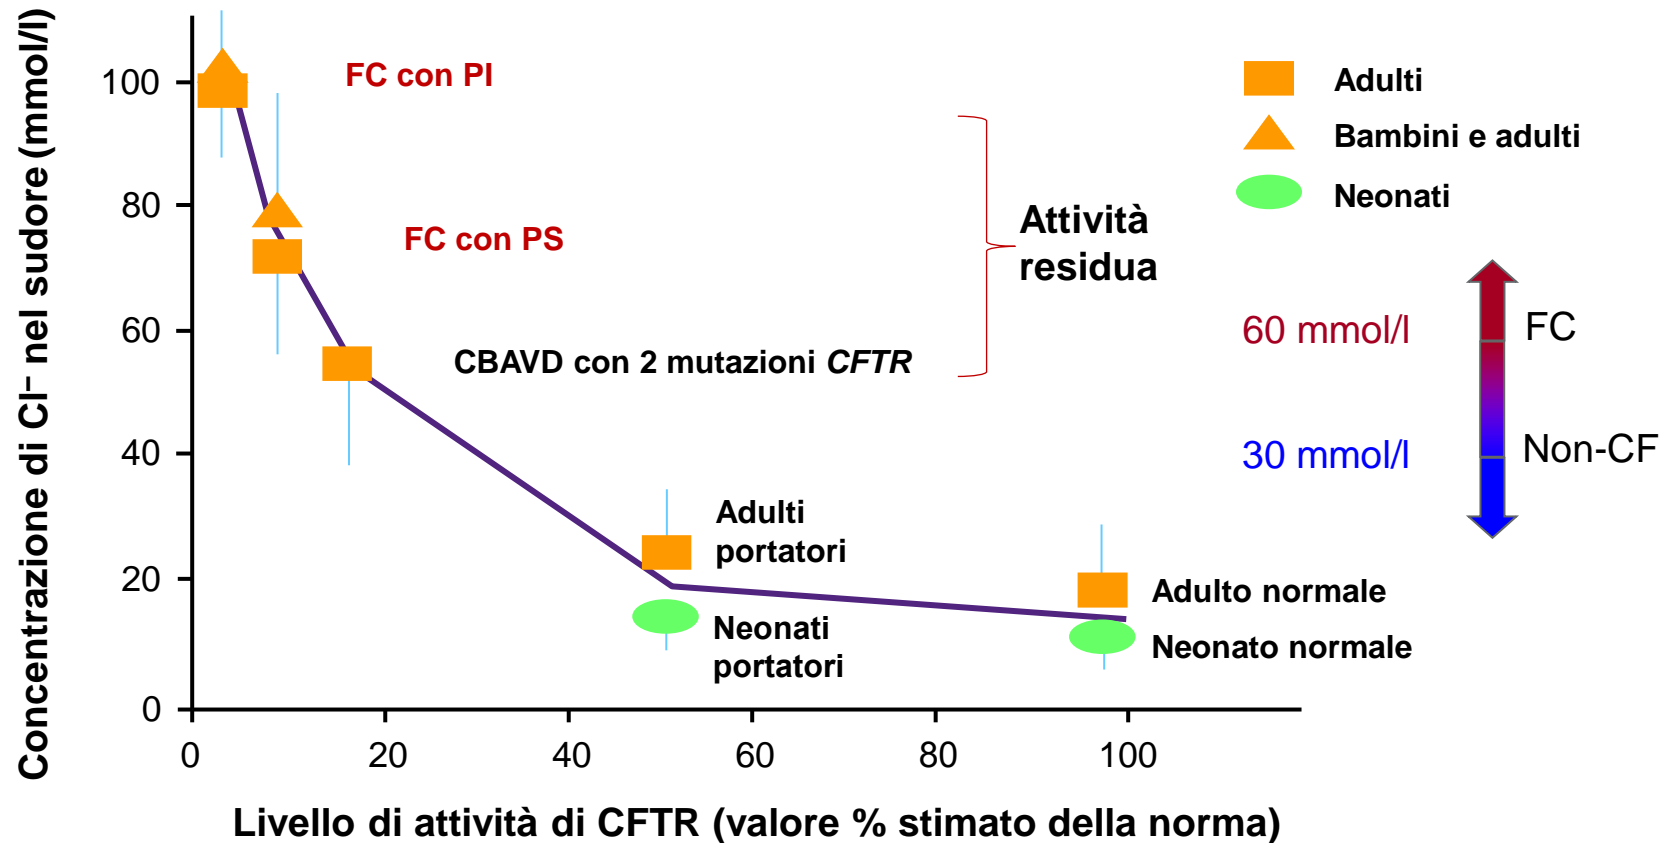 Concentrazione di Cl⁻ nel sudore (mmol/l)
100
80
60
40
20
0
0
20
40
60
80
100
Livello di attività di CFTR (valore % stimato della norma)
FC con PI
FC con PS
CBAVD con 2 mutazioni CFTR
Attività
residua
Adulti
portatori
Neonati
portatori
Adulto normale
Neonato normale
Adulti
Bambini e adulti
Neonati
60 mmol/l
FC
30 mmol/l
Non-CF